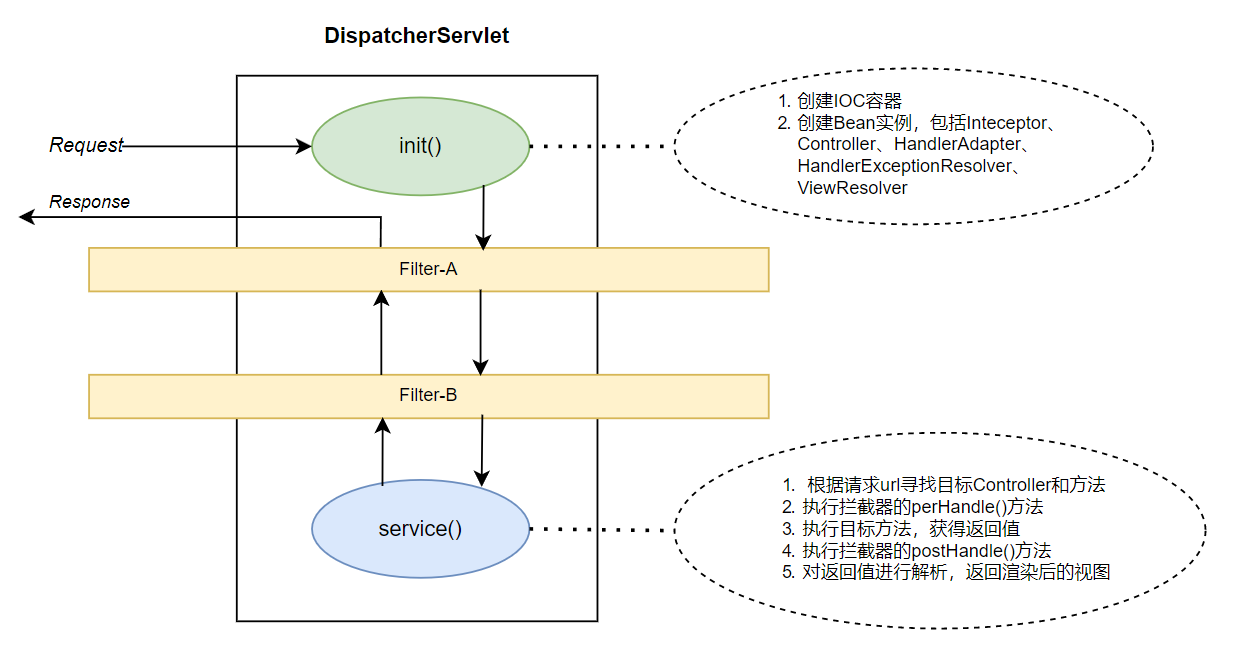 DispatcherServlet
Request
init()
1. 创建IOC容器
2. 创建Bean实例，包括Inteceptor、
Controller、HandlerAdapter、
HandlerExceptionResolver、
ViewResolver
Response
Filter-A
Filter-B
service()
1. 根据请求url寻找目标Controller和方法
2. 执行拦截器的perHandle()方法
3. 执行目标方法，获得返回值
4. 执行拦截器的postHandle()方法
5. 对返回值进行解析，返回渲染后的视图